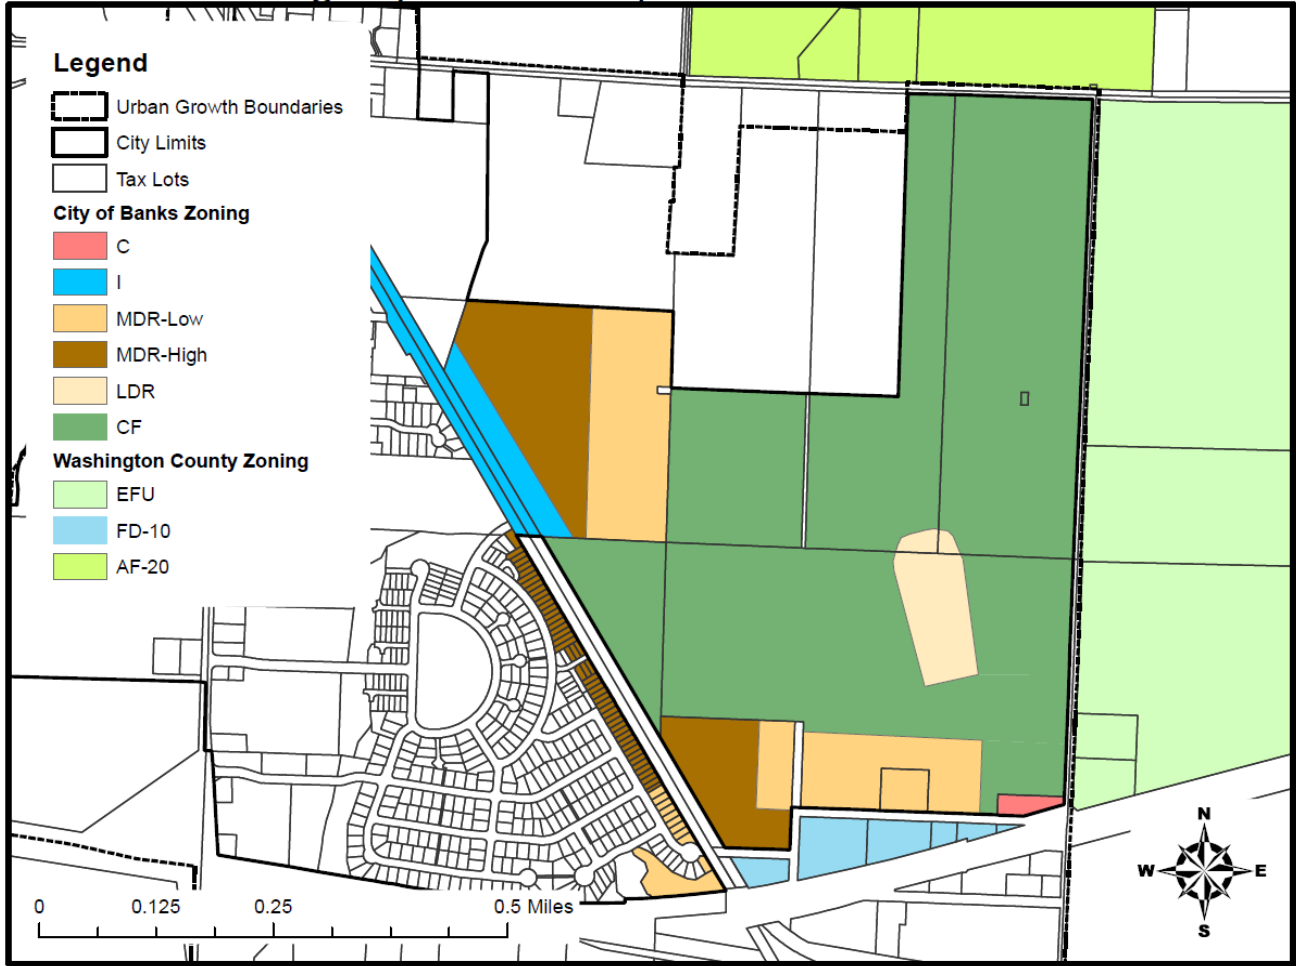 Legend
Urban Growth Boundaries
City Limits
Tax Lots
City of Banks Zoning
C
I
MDR-Low
MDR-High
LDR
CF
Washington County Zoning
EFU
FD-10
AF-20
N
W E
S
0 0.125 0.25 0.5 Miles